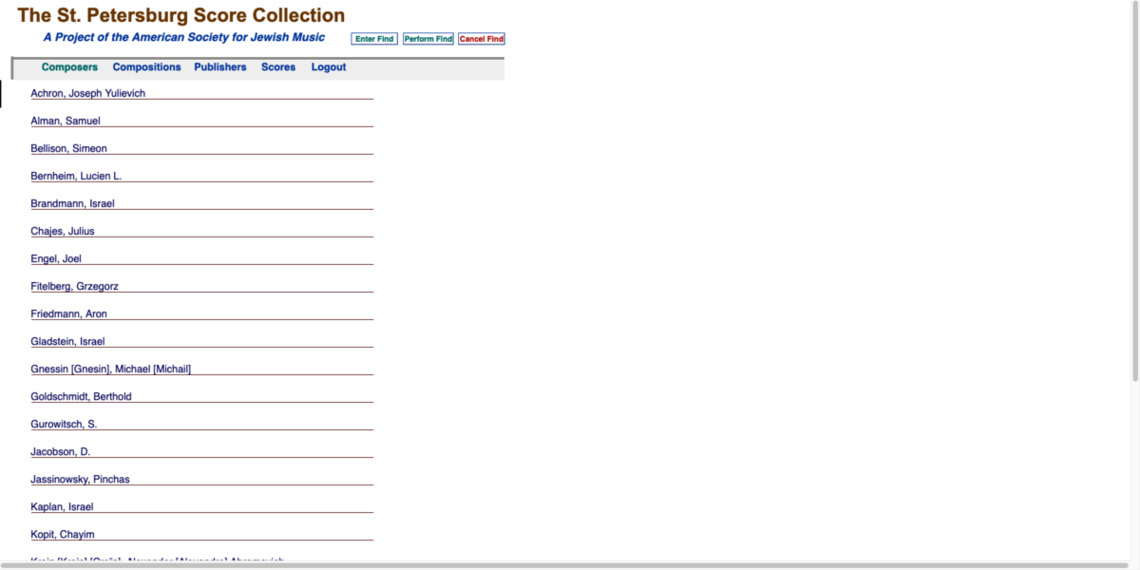 The St. Petersburg Score Collection
A Project of the American Society for Jewish Music
Enter Find Perform Find Cancel Find
Composers Compositions Publishers Scores Logout
Achron, Joseph Yulievich
Alman, Samuel
Bellison, Simeon
Bernheim, Lucien L.
Brandmann, Israel
Chajes, Julius
Engel, Joel
Fitelberg, Grzegorz
Friedmann, Aron
Gladstein, Israel
Gnessin [Gnesin], Michael [Michail]
Goldschmidt, Berthold
Gurowitsch, S.
Jacobson, D.
Jassinowsky, Pinchas
Kaplan, Israel
Kopit, Chayim